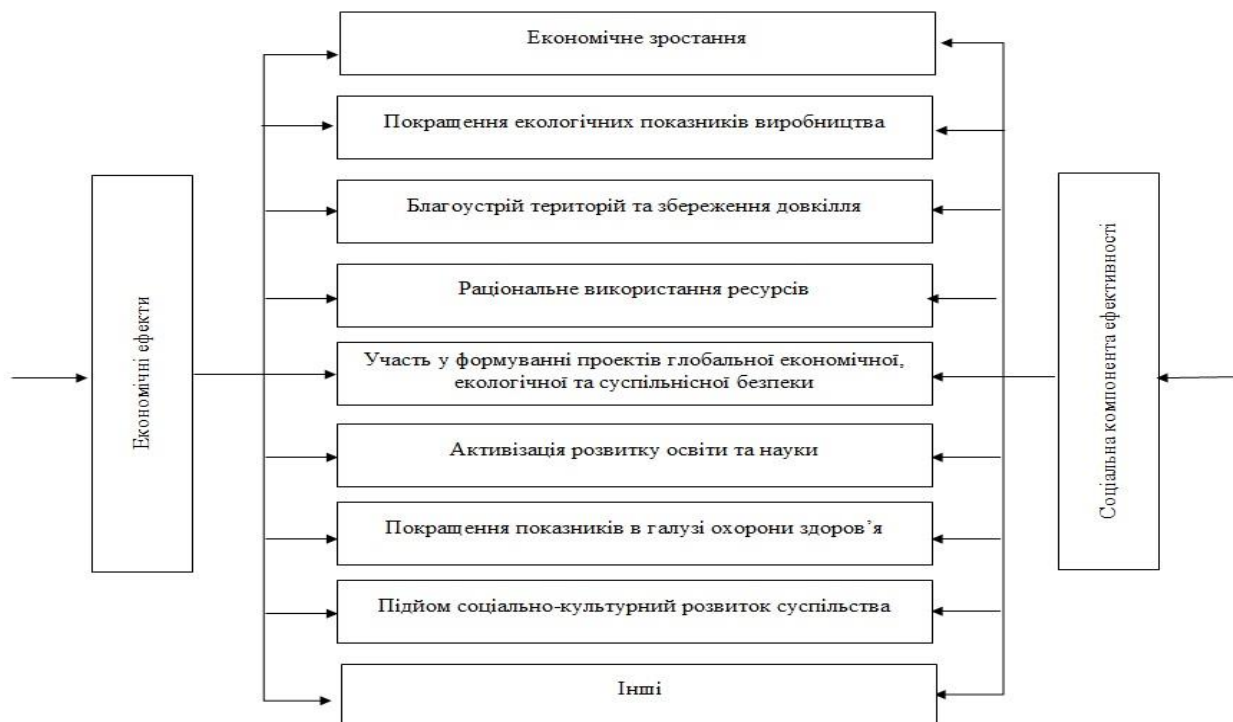 Економічне зростання
Покращення екологічних показників виробництва
Благоустрій територій та збереження довкілля
Раціональне використання ресурсів
Участь у формуванні проектів глобальної економічної,
екологічної та суспільнісної безпеки
Активізація розвитку освіти та науки
Покращення показників в галузі охорони здоров’я
Підйом соціально-культурний розвиток суспільства
Інші
Економічні ефекти
Соціальна компонента ефективності